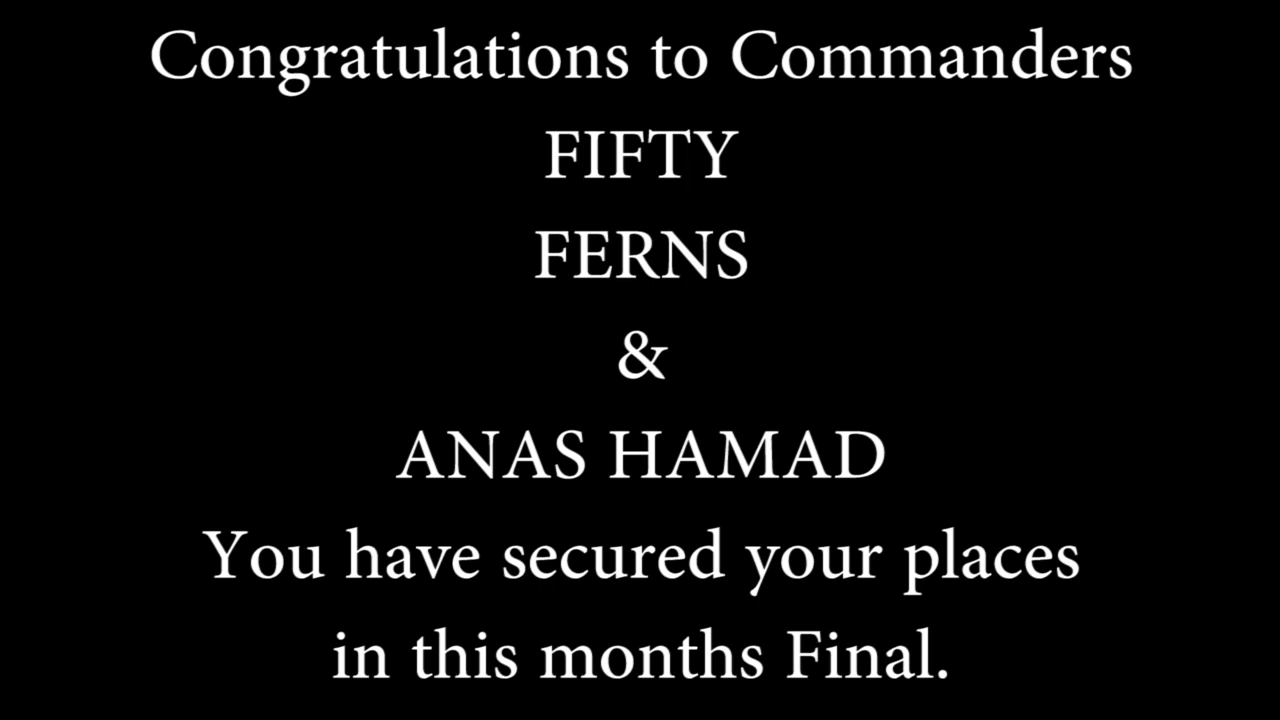 Congratulations to Commanders
FIFTY
FERNS
&
ANAS HAMAD
You have secured your places
in this months Final.